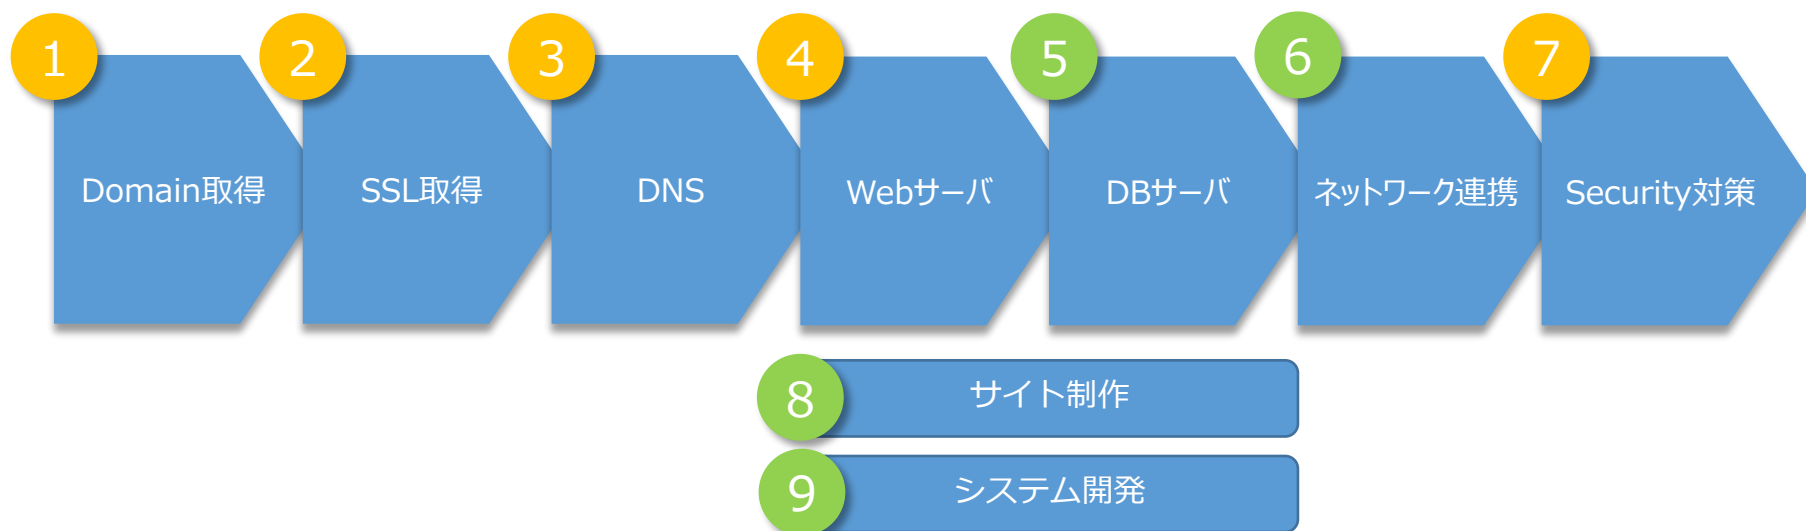 1
Domain取得
2
SSL取得
3
DNS
4
Webサーバ
5
DBサーバ
6
ネットワーク連携
7
Security対策
8
サイト制作
9
システム開発